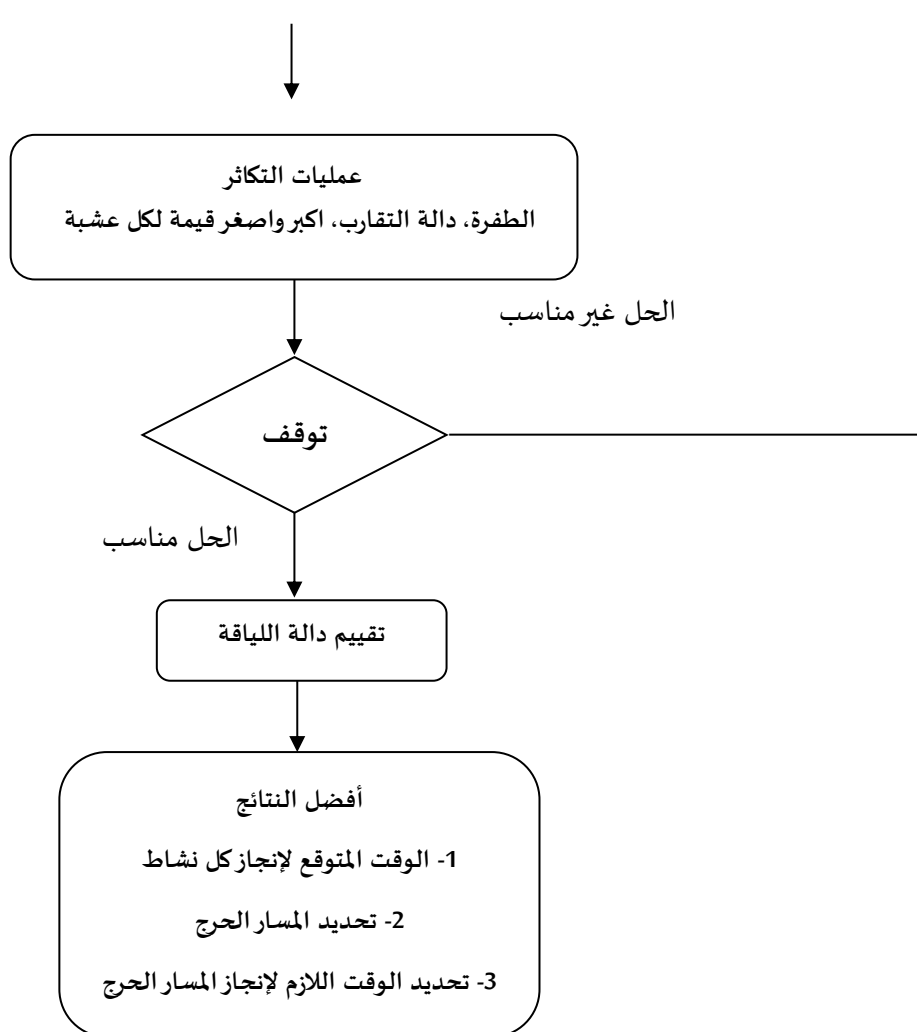 عمليات التكاثر
الطفرة، دالة التقارب، اكبر واصغر قيمة لكل عشبة
الحل غير مناسب
توقف
الحل مناسب
تقييم دالة اللياقة
أفضل النتائج
1- الوقت المتوقع لإنجاز كل نشاط
2- تحديد المسار الحرج
3- تحديد الوقت اللازم لإنجاز المسار الحرج